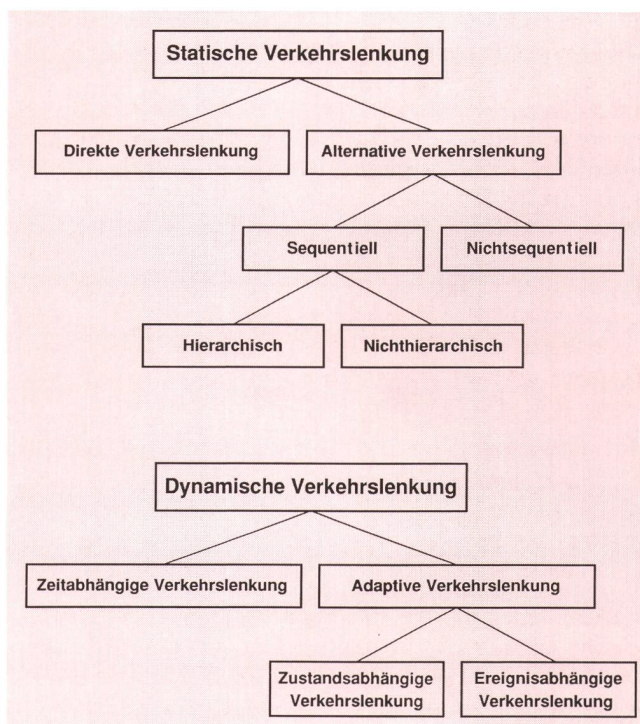 Statische Verkehrslenkung
Direkte Verkehrslenkung
Alternative Verkehrslenkung
Sequentiell
Nichtsequentiell
Hierarchisch
Nichthierarchisch
Dynamische Verkehrslenkung
Zeitabhängige Verkehrslenkung
Adaptive Verkehrslenkung
Zustandsabhängige
Verkehrslenkung
Ereignisabhängige
Verkehrslenkung